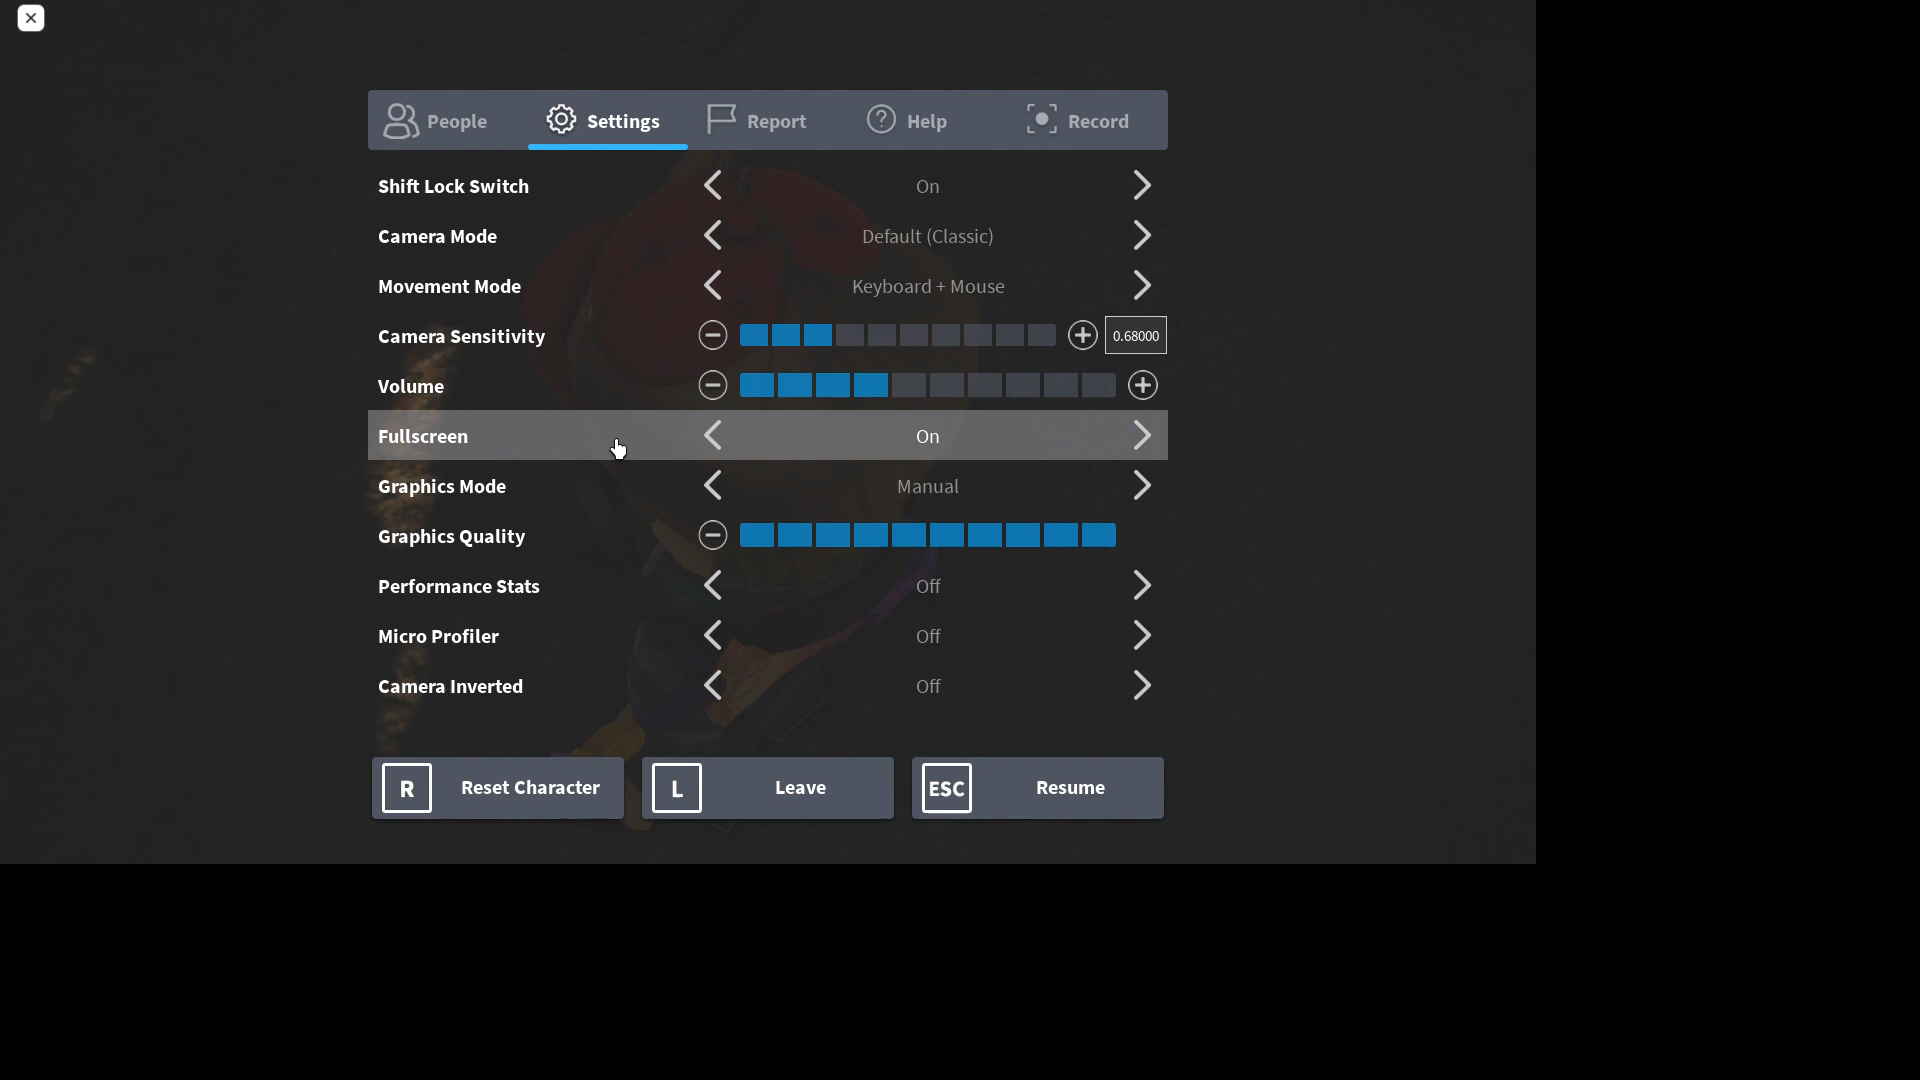 People Settings Report Help Record
Shift Lock Switch On
Camera Mode Default (Classic)
Movement Mode Keyboard + Mouse
Camera Sensitivity 0.68000
Volume
Fullscreen On
Graphics Mode Manual
Graphics Quality
Performance Stats Off
Micro Profiler Off
Camera Inverted Off
R Reset Character L Leave ESC Resume